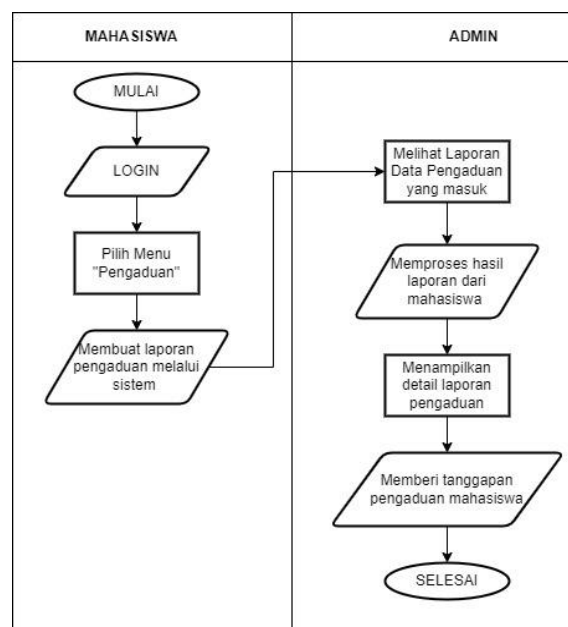 MAHASISWA
ADMIN
MULAI
LOGIN
Pilih Menu
"Pengaduan"
Membuat laporan
pengaduan melalui
sistem
Melihat Laporan
Data Pengaduan
yang masuk
Memproses hasil
laporan dari
mahasiswa
Menampilkan
detail laporan
pengaduan
Memberi tanggapan
pengaduan mahasiswa
SELESAI